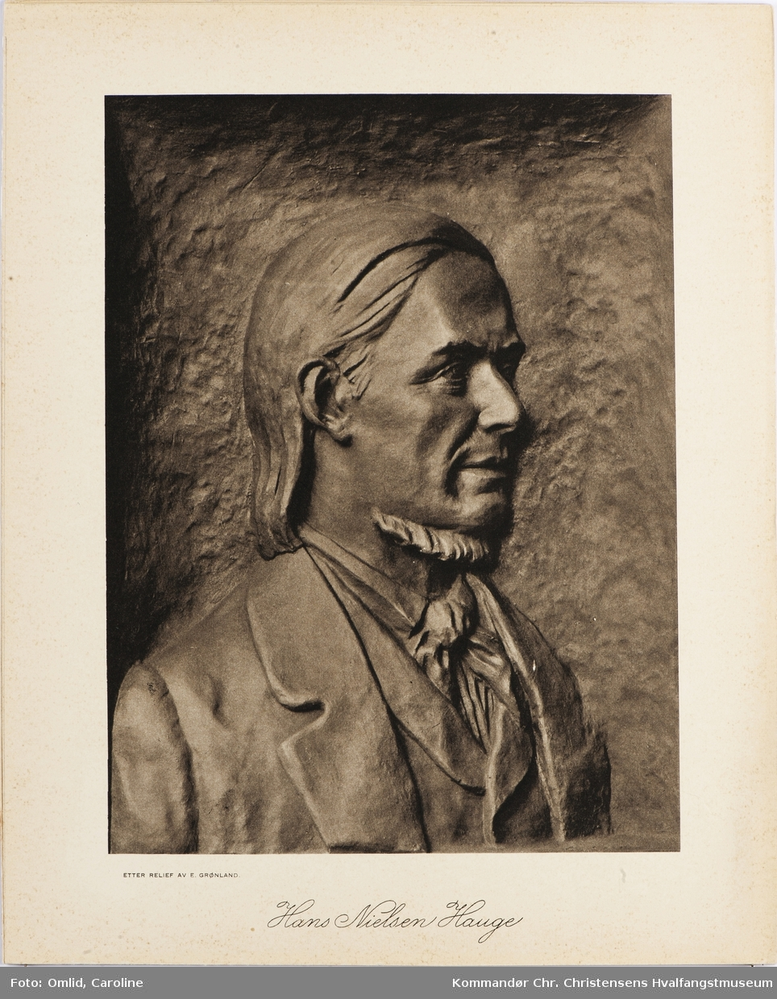 ETTER RELIEF AV E. GRØNLAND.
Hans Nielsen Hauge
Foto: Omlid, Caroline
Kommandør Chr. Christensens Hvalfangstmuseum